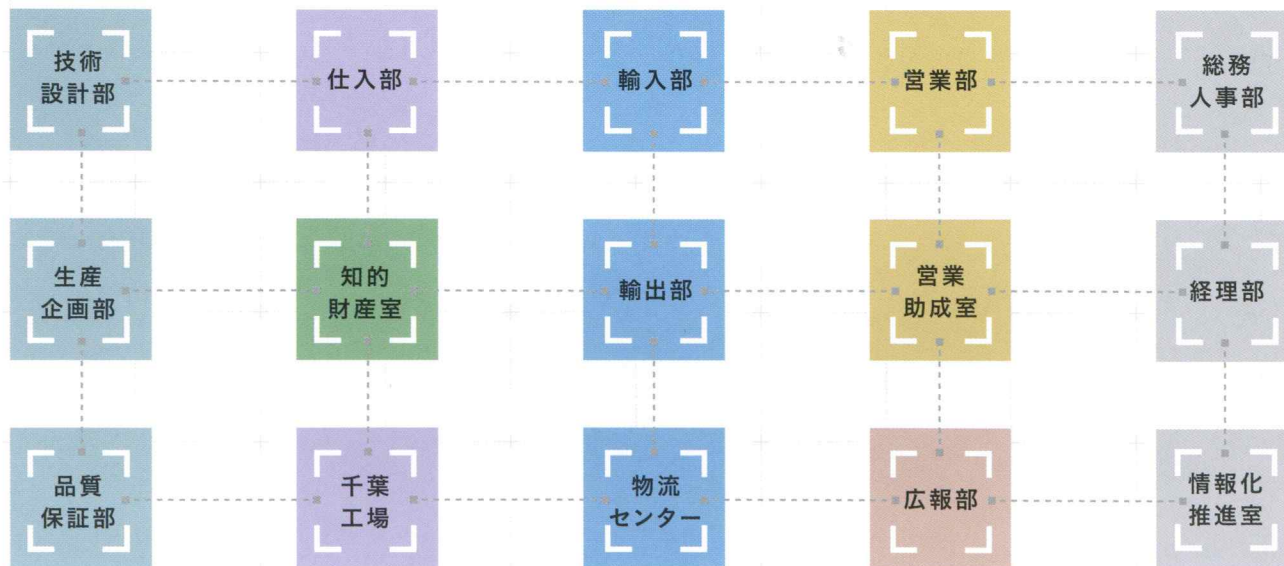 技術
設計部
仕入部
輸入部
営業部
総務
人事部
生産
企画部
知的
財産室
輸出部
営業
助成室
経理部
品質
保証部
千葉
工場
物流
センター
広報部
情報化
推進室